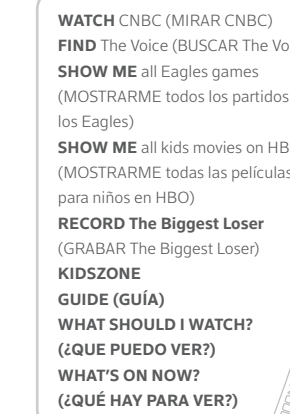 WATCH CNBC (MIRAR CNBC)
FIND The Voice (BUSCAR The Vo
SHOW ME all Eagles games
(MOSTRARME todos los partidos
los Eagles)
SHOW ME all kids movies on HB
(MOSTRARME todas las películas
para niños en HBO)
RECORD The Biggest Loser
(GRABAR The Biggest Loser)
KIDSZONE
GUIDE (GUÍA)
WHAT SHOULD I WATCH?
(¿QUE PUEDO VER?)
WHAT'S ON NOW?
(¿QUÉ HAY PARA VER?)